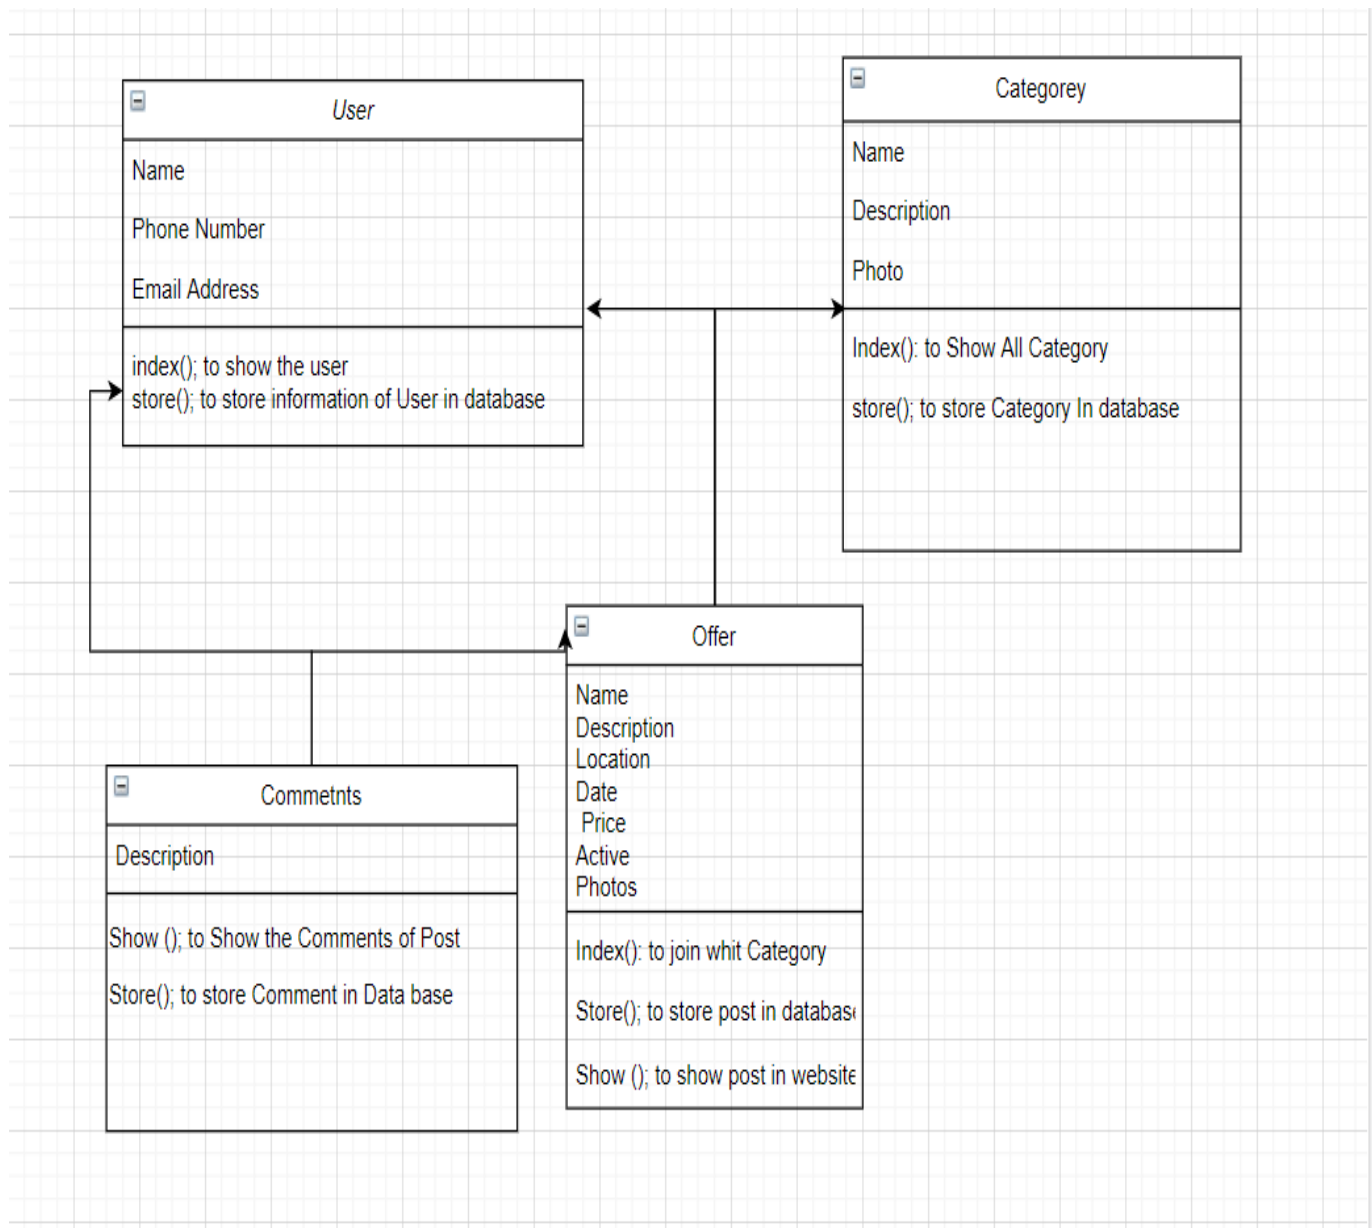 User
Name
Phone Number
Email Address
index(); to show the user
store(); to store information of User in database
Categorey
Name
Description
Photo
Index(): to Show All Category
store(); to store Category In database
Commetnts
Description
Show (); to Show the Comments of Post
Store(); to store Comment in Data base
Offer
Name
Description
Location
Date
Price
Active
Photos
Index(): to join whit Category
Store(); to store post in database
Show (); to show post in website